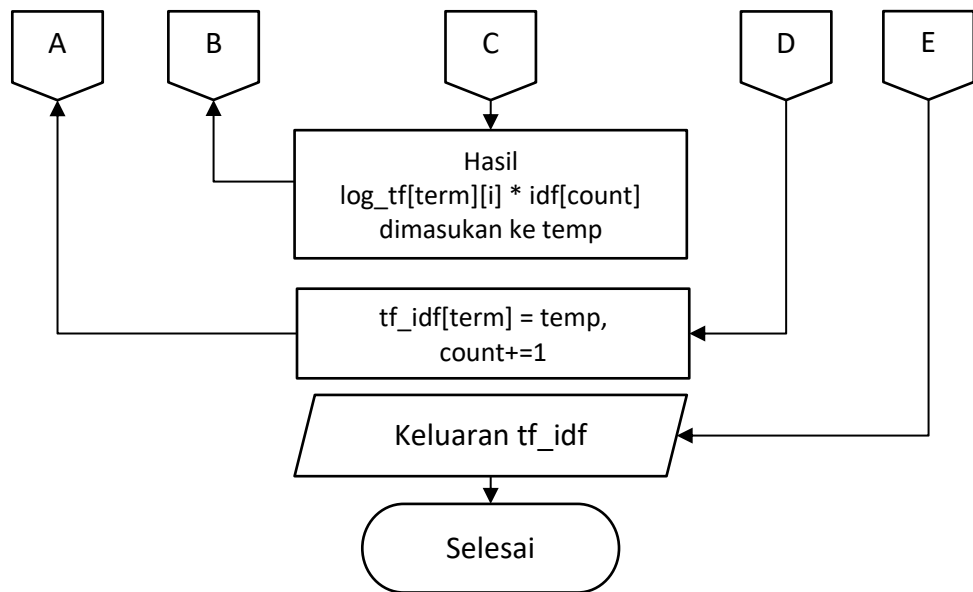 A
B
C
D
E
Hasil
log_tf[term][i] * idf[count]
dimasukan ke temp
tf_idf[term] = temp,
count+=1
Keluaran tf_idf
Selesai